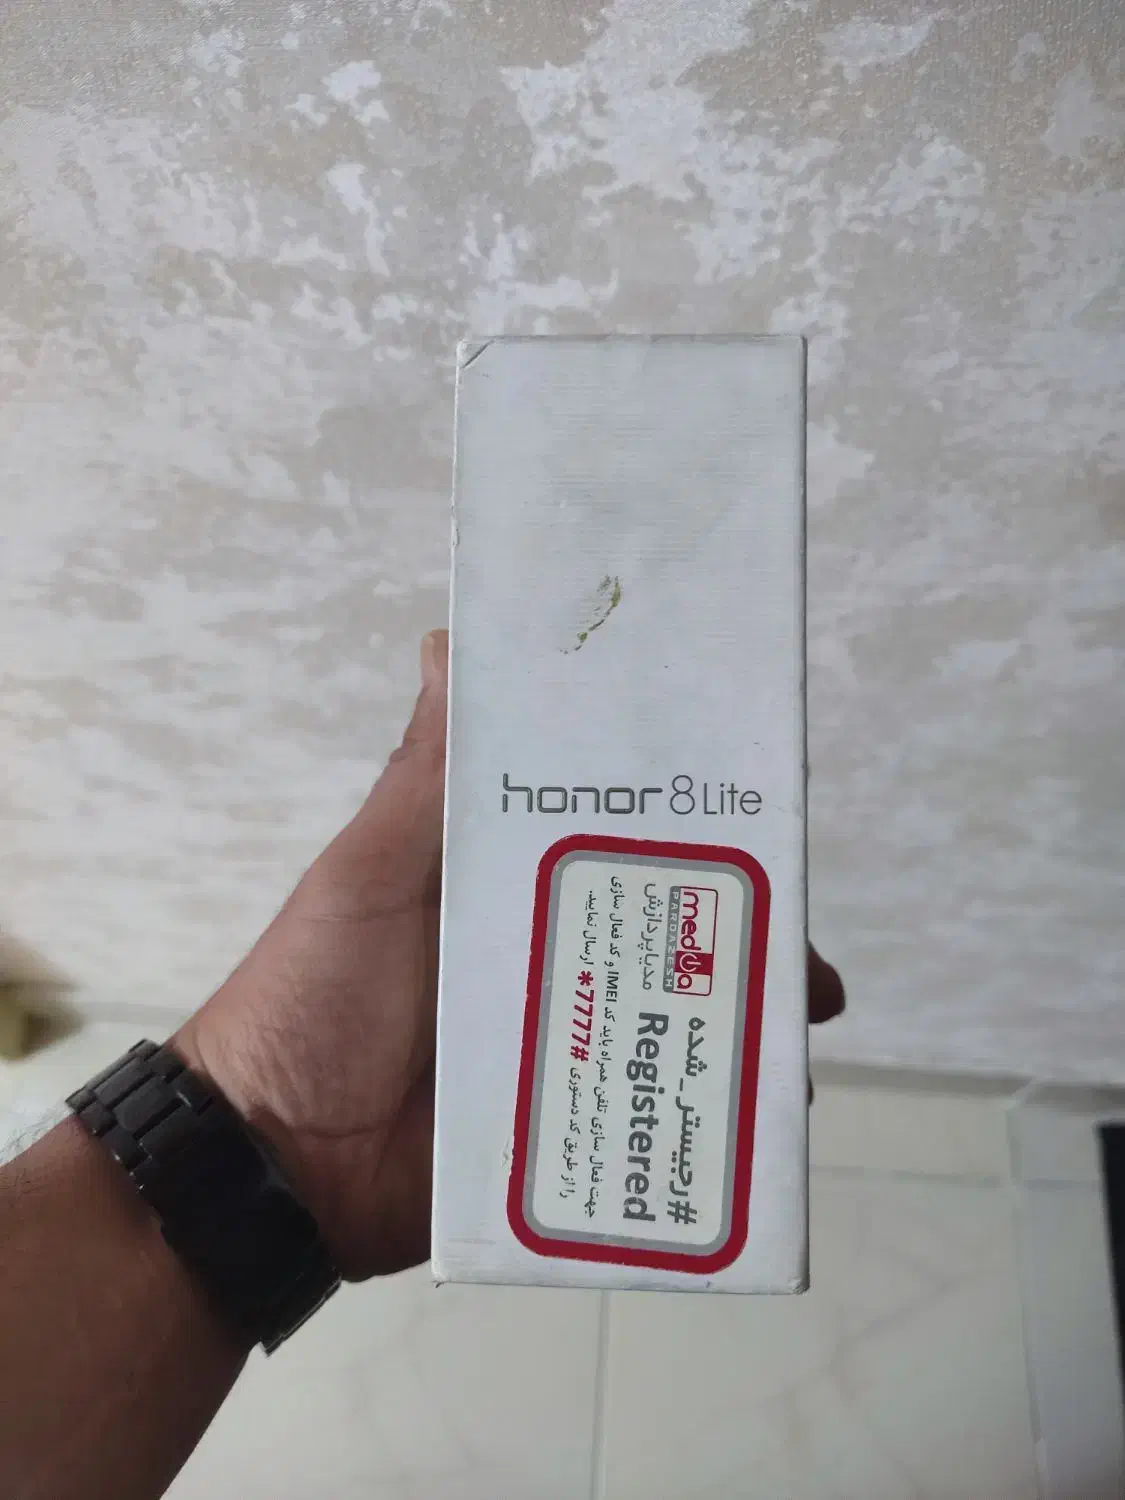 honor 8 Lite
media
PARDAZESH
مدیاپردازش
#رجیستر_شده
Registered
جهت فعال سازی تلفن همراه باید کد IMEI و کد فعال سازی
را از طریق کد دستوری #7777* ارسال نمایید.